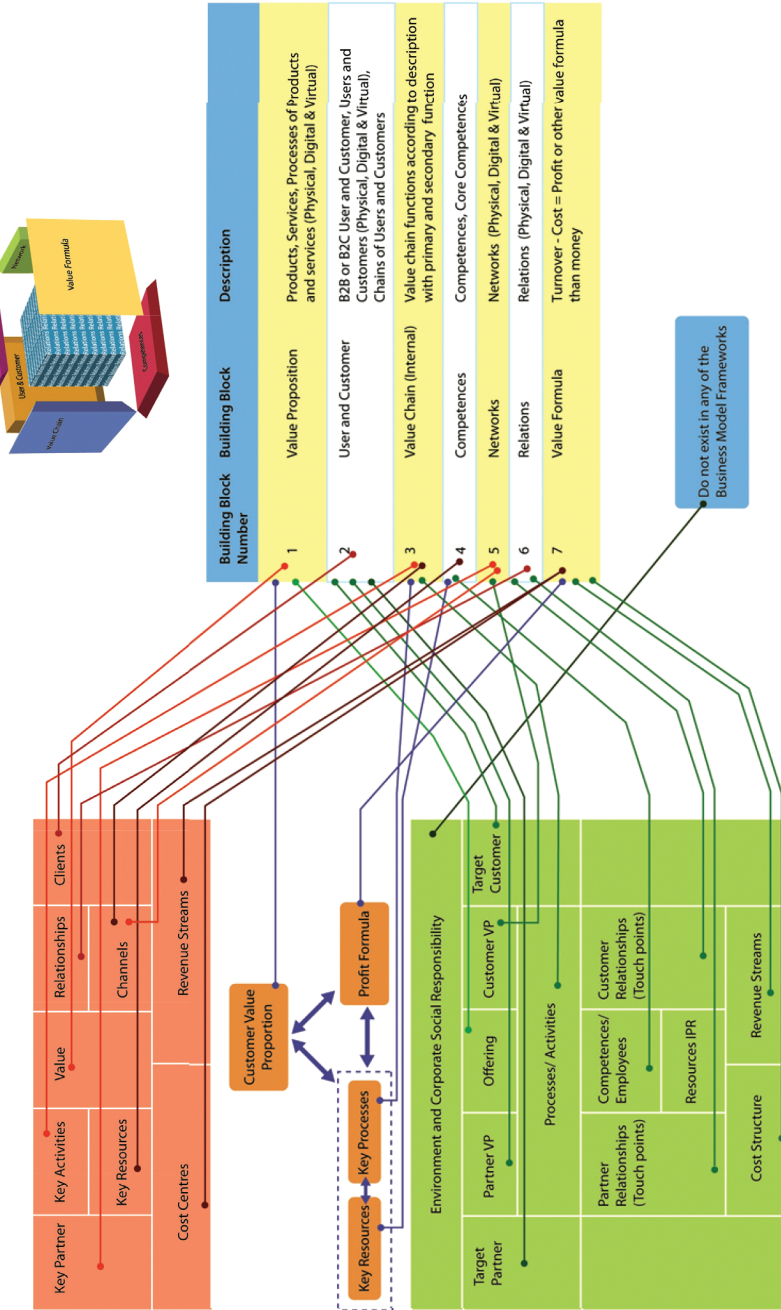 Network
Value Formula
User & Customer
Value Chain
Competences
Building Block
Number
Building Block
Description
1
Value Proposition
Products, Services, Processes of Products
and services (Physical, Digital & Virtual)
2
User and Customer
B2B or B2C User and Customer, Users and
Customers (Physical, Digital & Virtual),
Chains of Users and Customers
3
Value Chain (Internal)
Value chain functions according to description
with primary and secondary function
4
Competences
Competences, Core Competences
5
Networks
Networks (Physical, Digital & Virtual)
6
Relations
Relations (Physical, Digital & Virtual)
7
Value Formula
Turnover - Cost = Profit or other value formula
than money
Do not exist in any of the
Business Model Frameworks
Key Partner
Key Activities
Value
Relationships
Clients
Key Resources
Channels
Cost Centres
Revenue Streams
Customer Value
Proportion
Key Resources
Key Processes
Profit Formula
Environment and Corporate Social Responsibility
Target
Partner
Partner VP
Offering
Customer VP
Target
Customer
Processes/ Activities
Partner
Relationships
(Touch points)
Competences/
Employees
Customer
Relationships
(Touch points)
Resources IPR
Cost Structure
Revenue Streams